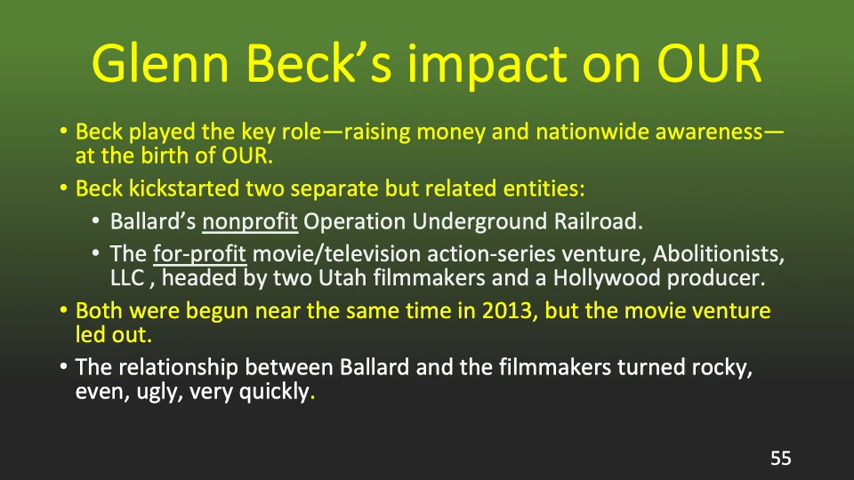 Glenn Beck’s impact on OUR
• Beck played the key role—raising money and nationwide awareness—
at the birth of OUR.
• Beck kickstarted two separate but related entities:
• Ballard’s nonprofit Operation Underground Railroad.
• The for-profit movie/television action-series venture, Abolitionists,
LLC , headed by two Utah filmmakers and a Hollywood producer.
• Both were begun near the same time in 2013, but the movie venture
led out.
• The relationship between Ballard and the filmmakers turned rocky,
even, ugly, very quickly.
55